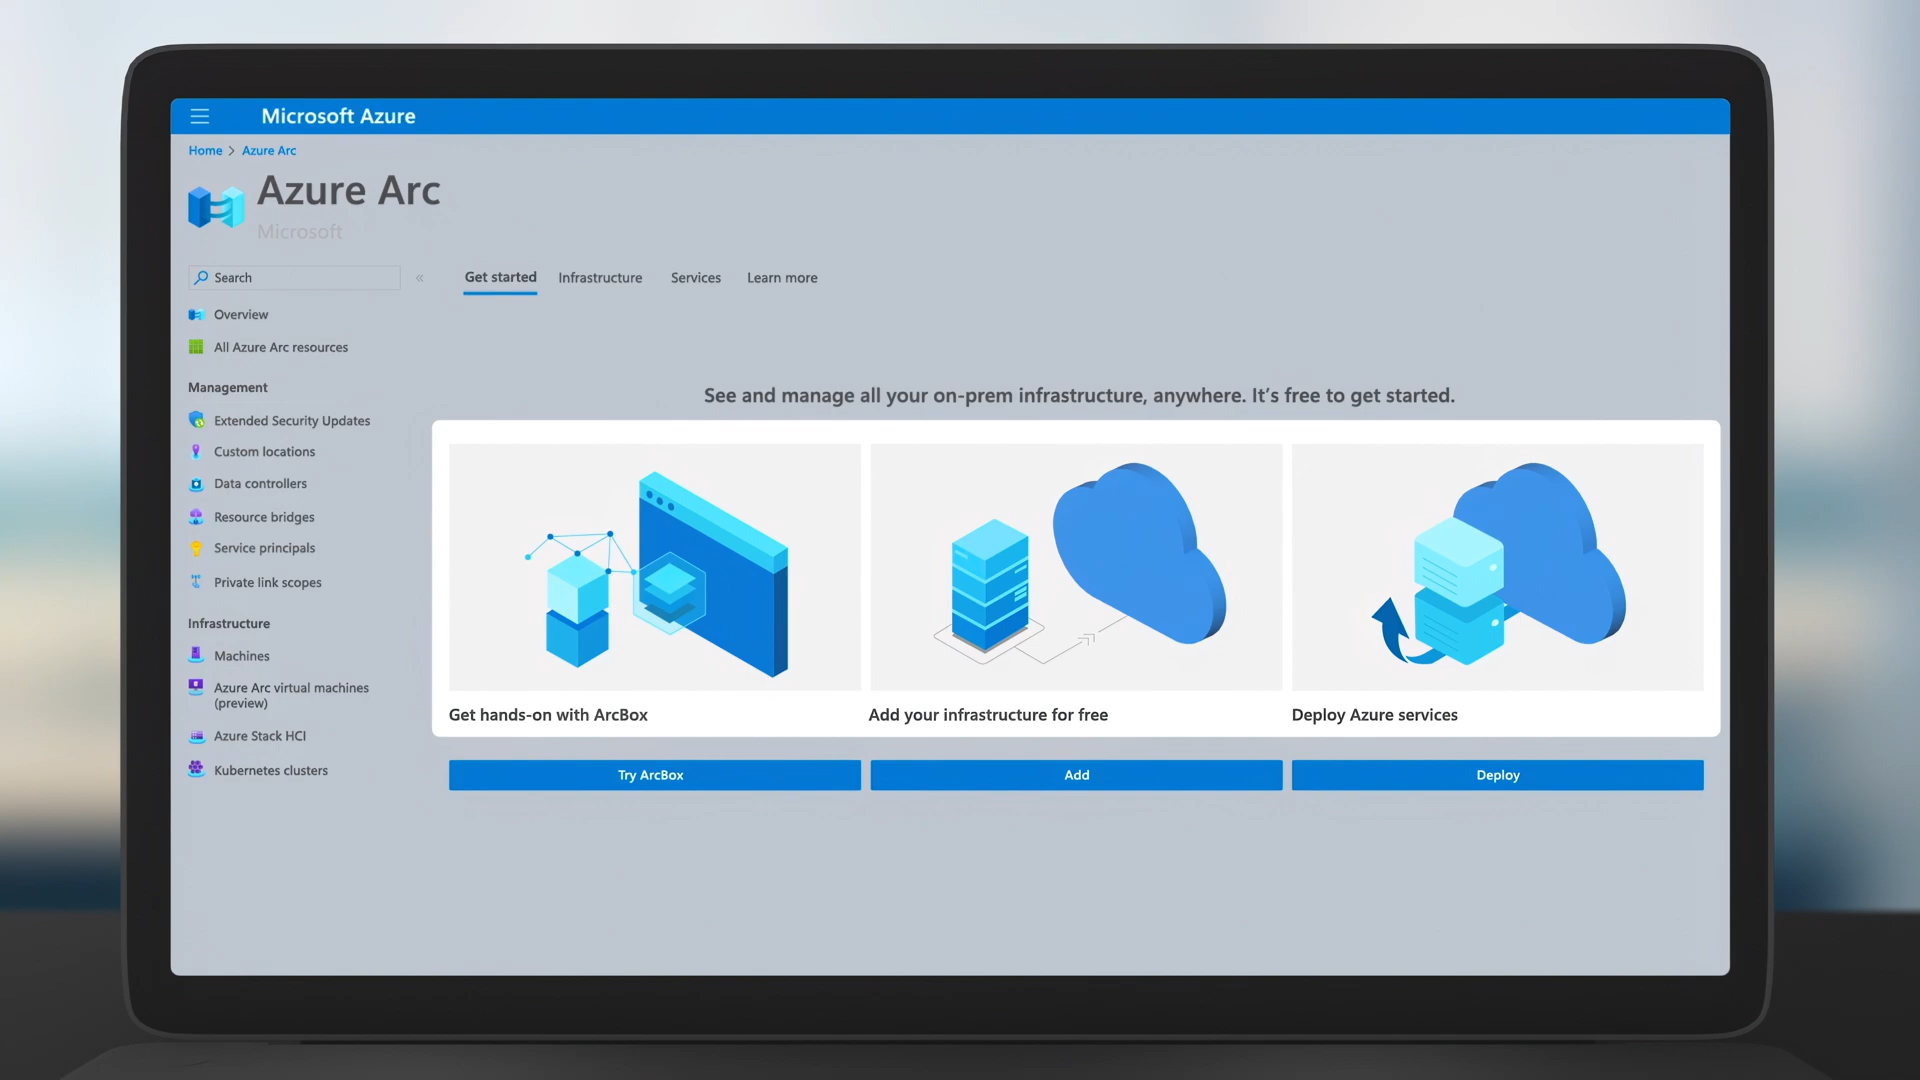 Microsoft Azure
Home > Azure Arc
Azure Arc
Microsoft
Search «
Get started Infrastructure Services Learn more
Overview
All Azure Arc resources
Management
Extended Security Updates
Custom locations
Data controllers
Resource bridges
Service principals
Private link scopes
Infrastructure
Machines
Azure Arc virtual machines
(preview)
Azure Stack HCI
Kubernetes clusters
See and manage all your on-prem infrastructure, anywhere. It’s free to get started.
Get hands-on with ArcBox
Add your infrastructure for free
Deploy Azure services
Try ArcBox
Add
Deploy